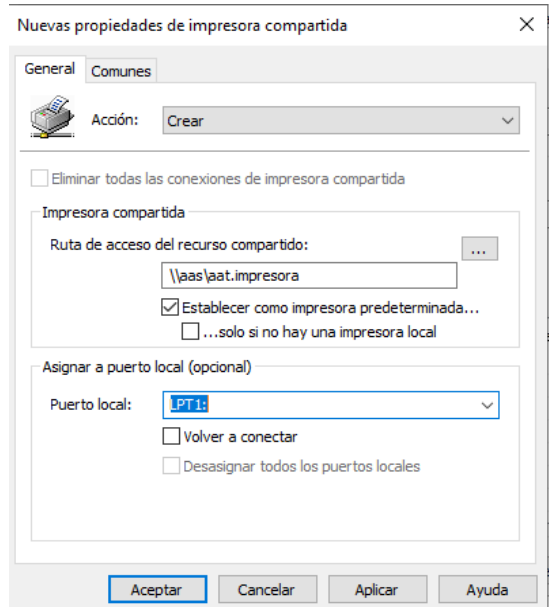 Nuevas propiedades de impresora compartida
General Comunes
Acción: Crear
Eliminar todas las conexiones de impresora compartida
Impresora compartida
Ruta de acceso del recurso compartido: ...
\\aas\aat.impresora
Establecer como impresora predeterminada...
...solo si no hay una impresora local
Asignar a puerto local (opcional)
Puerto local: LPT1:
Volver a conectar
Desasignar todos los puertos locales
Aceptar Cancelar Aplicar Ayuda